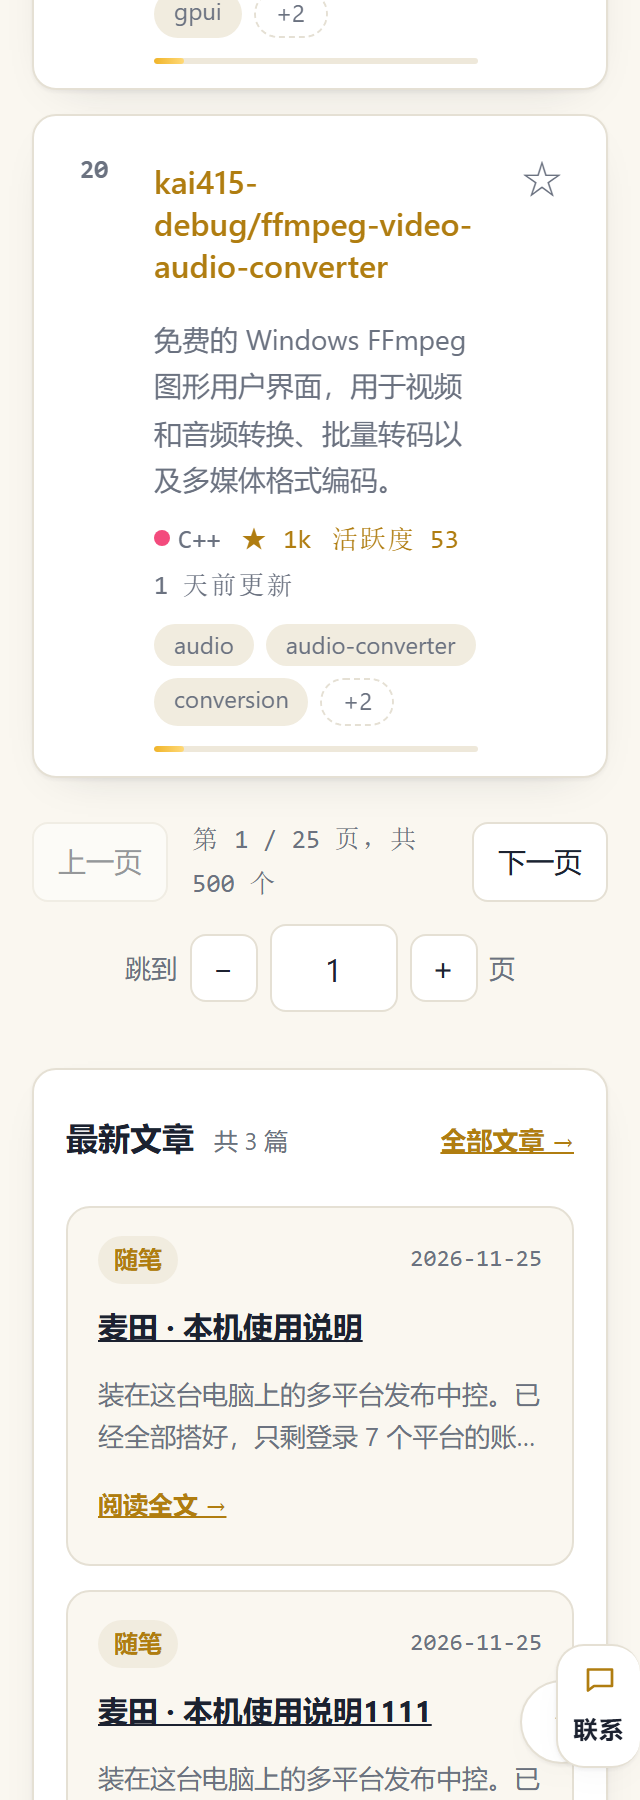 gpui
+2
20
kai415-
debug/ffmpeg-video-
audio-converter
免费的 Windows FFmpeg
图形用户界面，用于视频
和音频转换、批量转码以
及多媒体格式编码。
C++ ★ 1k 活跃度 53
1 天前更新
audio
audio-converter
conversion
+2
上一页
第 1 / 25 页，共
500 个
下一页
跳到
−
1
+
页
最新文章 共 3 篇
全部文章 →
随笔
2026-11-25
麦田 · 本机使用说明
装在这台电脑上的多平台发布中控。已
经全部搭好，只剩登录 7 个平台的账...
阅读全文 →
随笔
2026-11-25
麦田 · 本机使用说明1111
装在这台电脑上的多平台发布中控。已
联系